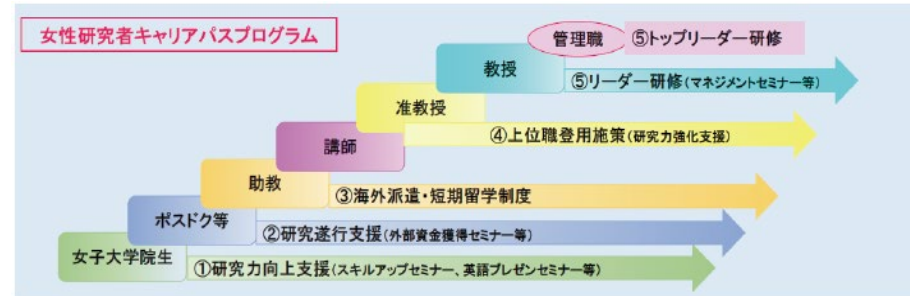 女性研究者キャリアパスプログラム
管理職 ⑤トップリーダー研修
教授
⑤リーダー研修(マネジメントセミナー等)
准教授
④上位職登用施策(研究力強化支援)
講師
助教
③海外派遣・短期留学制度
ポスドク等
②研究遂行支援(外部資金獲得セミナー等)
女子大学院生
①研究力向上支援(スキルアップセミナー、英語プレゼンセミナー等)